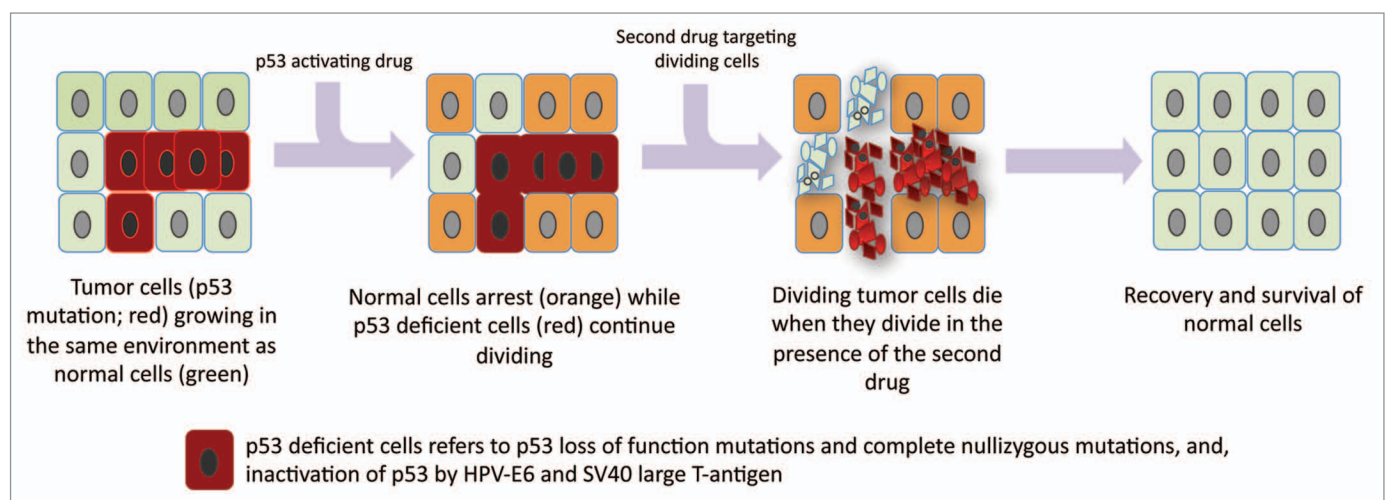 p53 activating drug
Second drug targeting
dividing cells
Tumor cells (p53
mutation; red) growing in
the same environment as
normal cells (green)
Normal cells arrest (orange) while
p53 deficient cells (red) continue
dividing
Dividing tumor cells die
when they divide in the
presence of the second
drug
Recovery and survival of
normal cells
p53 deficient cells refers to p53 loss of function mutations and complete nullizygous mutations, and,
inactivation of p53 by HPV-E6 and SV40 large T-antigen